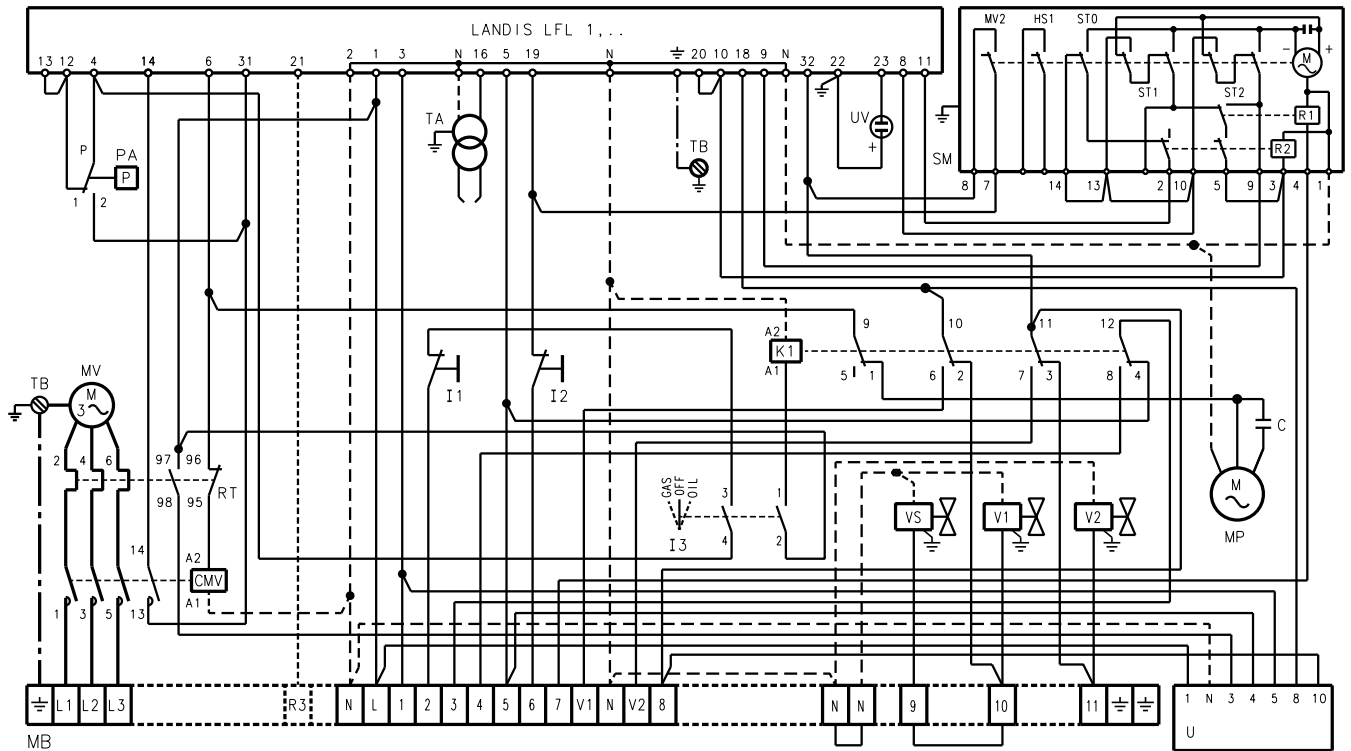 LANDIS LFL 1,..
13 12 4 14 6 31 21 2 1 3 N 16 5 19 N 20 10 18 9 N 32 22 23 8 11
MV2 HS1 ST0
- M +
ST1 ST2
R1
R2
SM
8 7 14 13 2 10 5 9 3 4 1
TA
UV
+
TB
P PA
P
1 2
9 10 11 12
A2
K1
A1
5 1 6 2 7 3 8 4
I1 I2
TB MV
M
3
2 4 6
97 96
98 95
RT
C
M
MP
GAS
OFF
OIL
I3
3 1
4 2
VS V1 V2
14
A2
CMV
A1
1 3 5 13
L1 L2 L3 R3 N L 1 2 3 4 5 6 7 V1 N V2 8 N N 9 10 11
MB
1 N 3 4 5 8 10
U